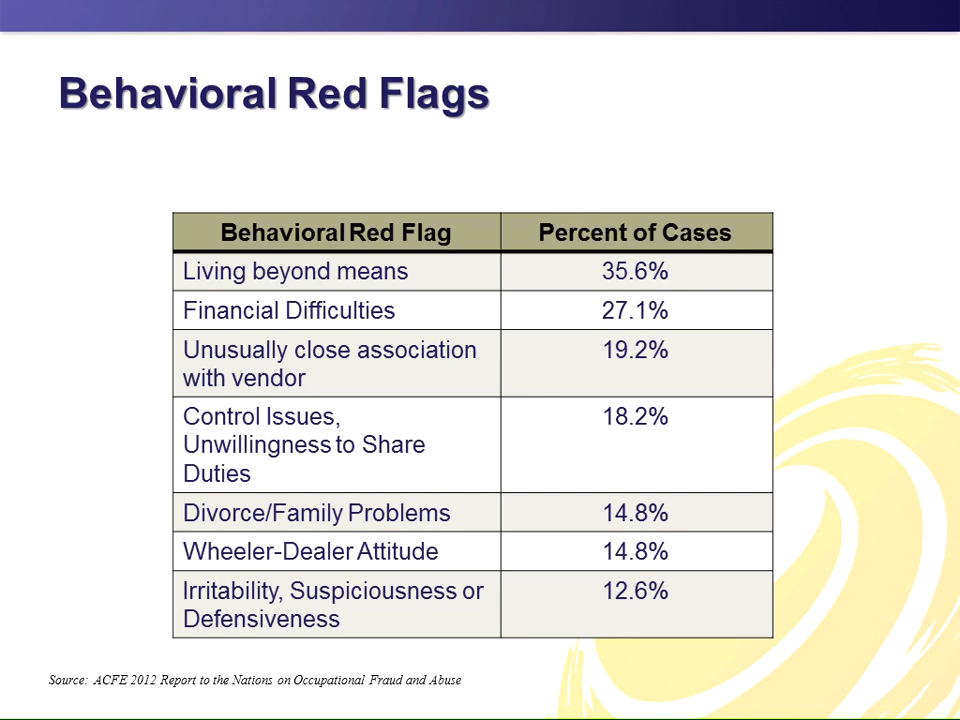 Behavioral Red Flags
Behavioral Red Flag Percent of Cases
Living beyond means 35.6%
Financial Difficulties 27.1%
Unusually close association 19.2%
with vendor
Control Issues, 18.2%
Unwillingness to Share
Duties
Divorce/Family Problems 14.8%
Wheeler-Dealer Attitude 14.8%
Irritability, Suspiciousness or 12.6%
Defensiveness
Source: ACFE 2012 Report to the Nations on Occupational Fraud and Abuse